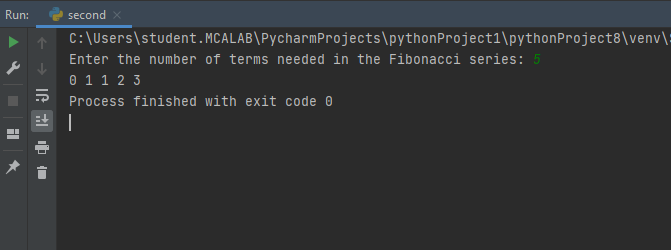 Run: second
C:\Users\student.MCALAB\PycharmProjects\pythonProject1\pythonProject8\venv\
Enter the number of terms needed in the Fibonacci series: 5
0 1 1 2 3
Process finished with exit code 0